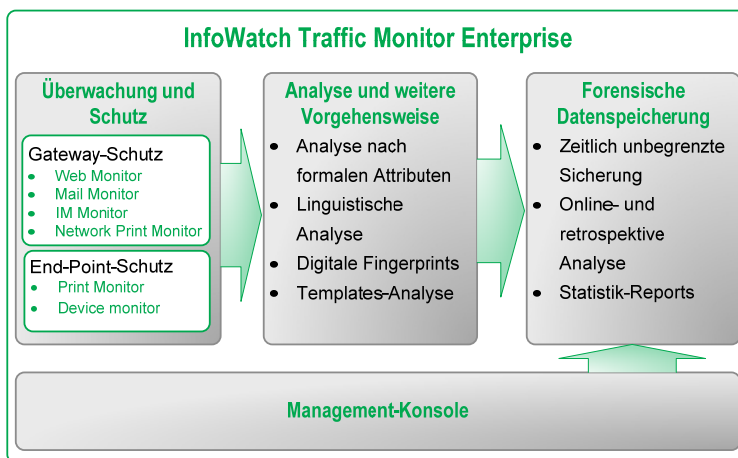 InfoWatch Traffic Monitor Enterprise
Überwachung und
Schutz
Gateway-Schutz
• Web Monitor
• Mail Monitor
• IM Monitor
• Network Print Monitor
End-Point-Schutz
• Print Monitor
• Device monitor
Analyse und weitere
Vorgehensweise
• Analyse nach
formalen Attributen
• Linguistische
Analyse
• Digitale Fingerprints
• Templates-Analyse
Forensische
Datenspeicherung
• Zeitlich unbegrenzte
Sicherung
• Online- und
retrospektive
Analyse
• Statistik-Reports
Management-Konsole